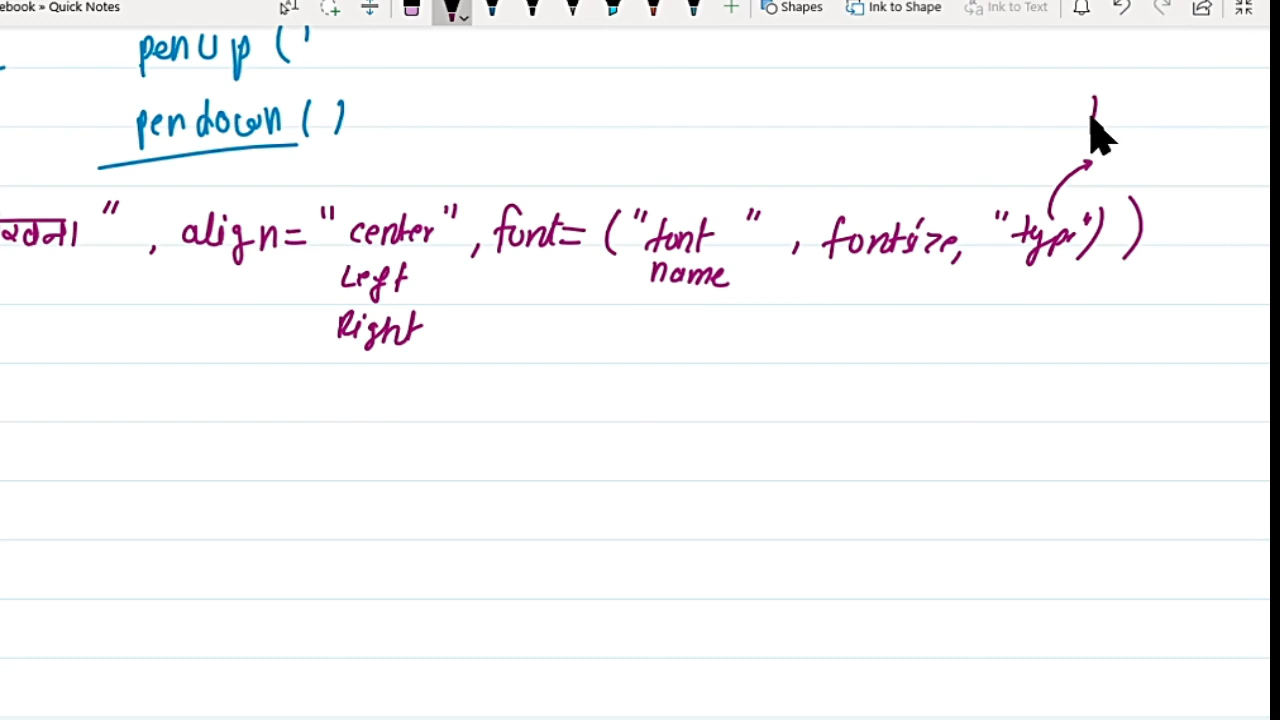 ebook » Quick Notes Shapes Ink to Shape Ink to Text
penup ('
pendown ( )
" , align= " center " , font= ( "font " , fontsize, "type") )
Left name
Right